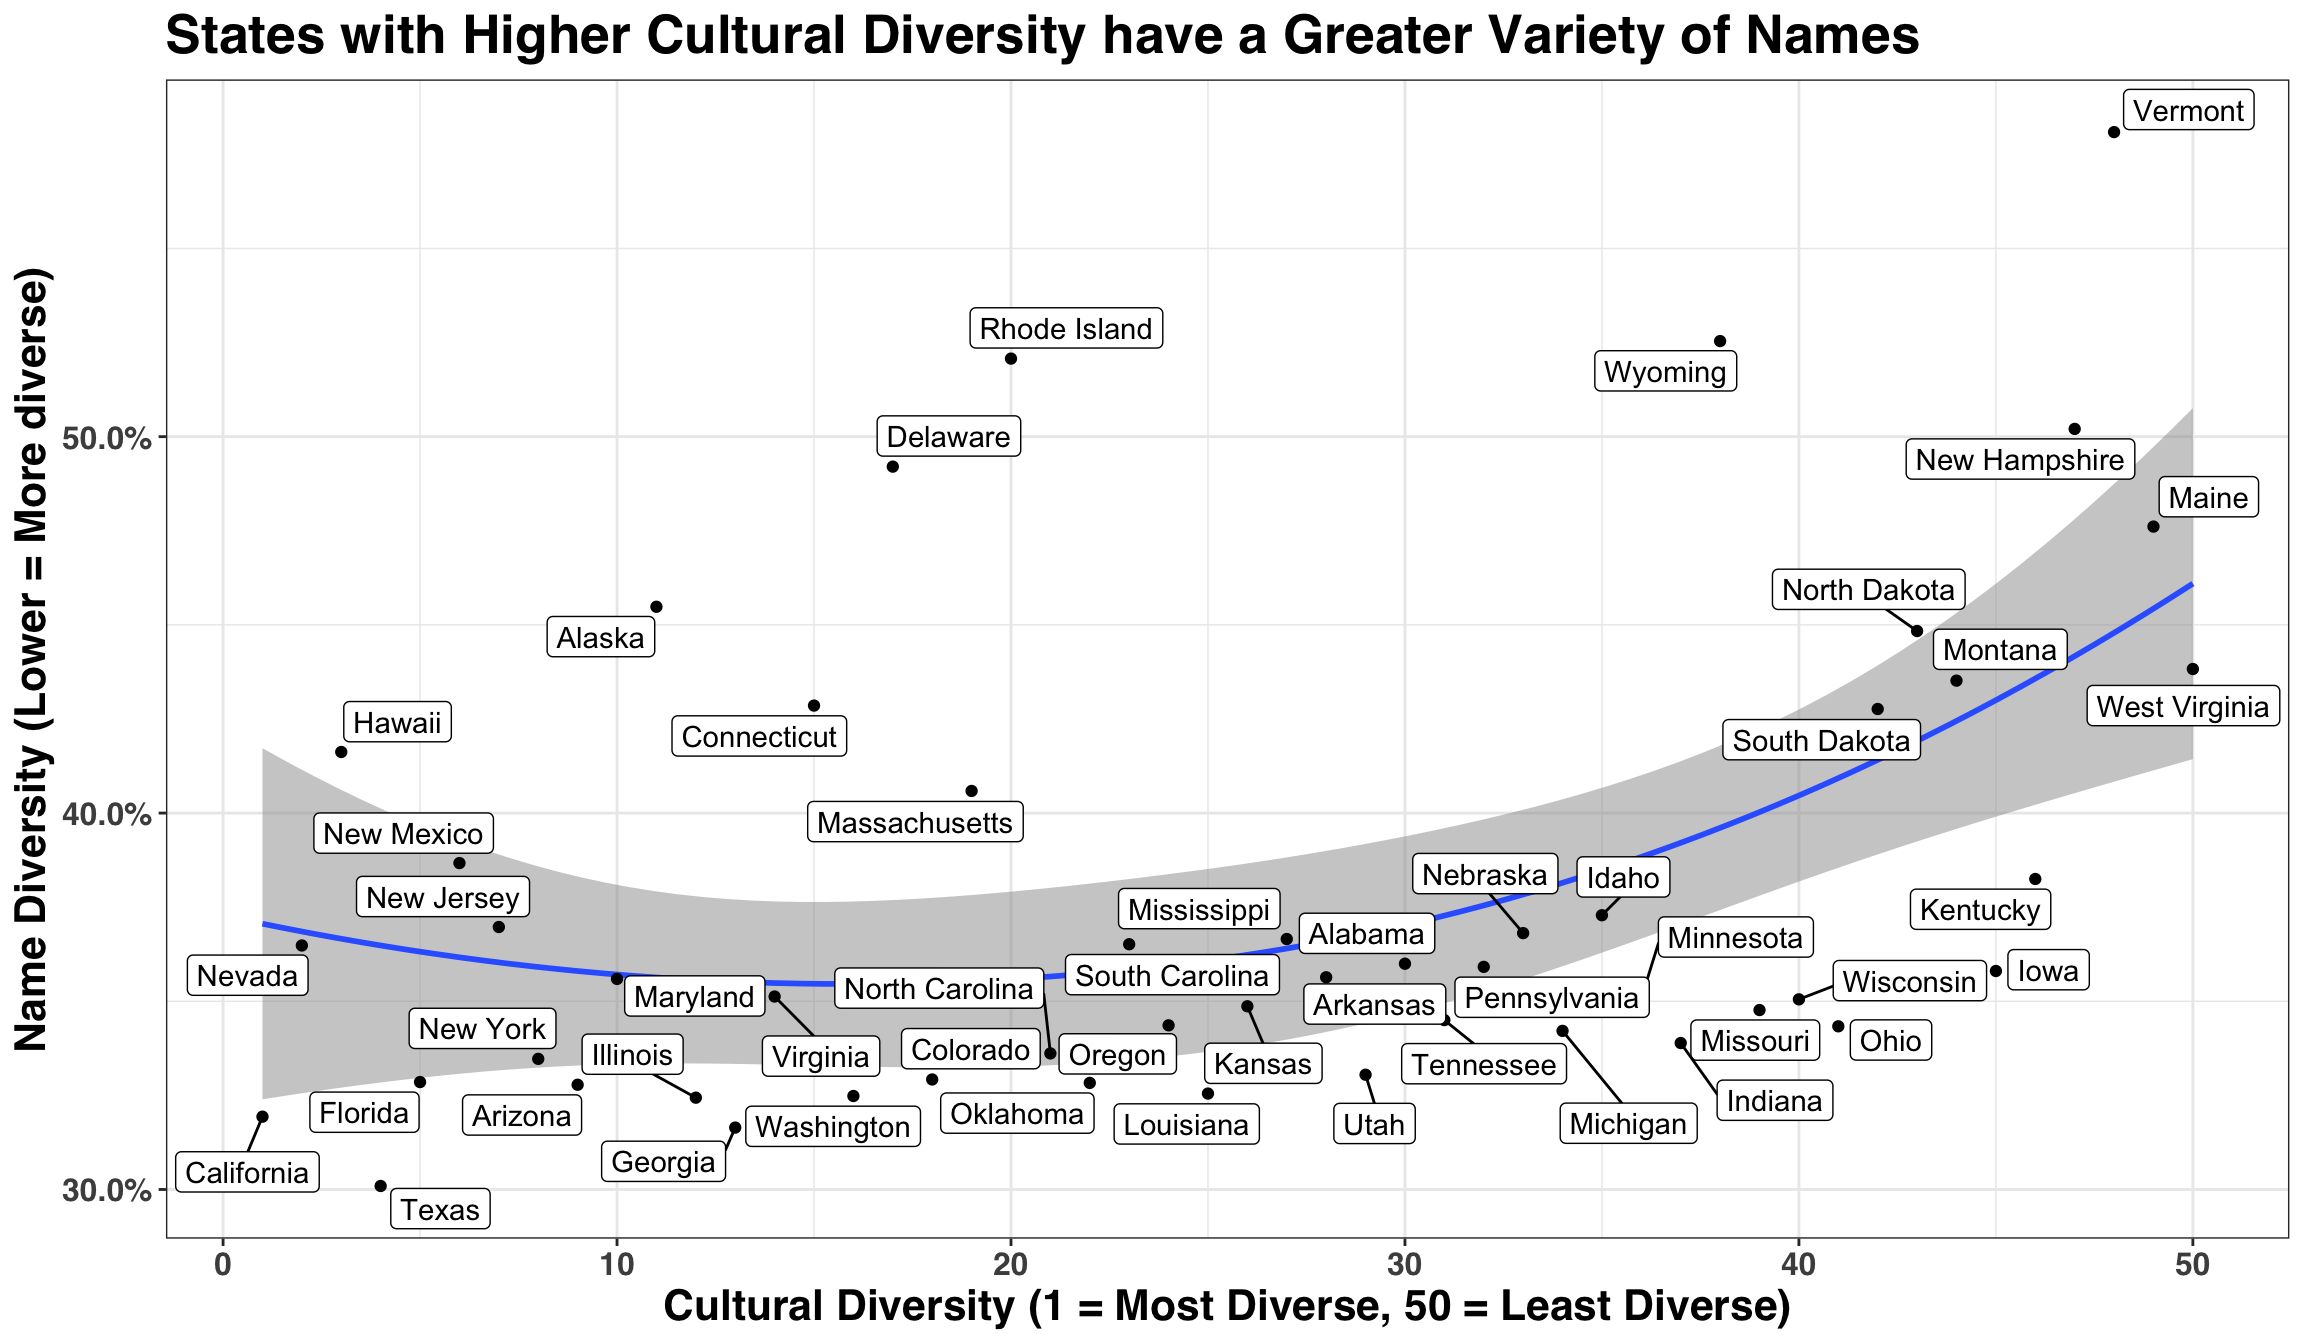 States with Higher Cultural Diversity have a Greater Variety of Names
Name Diversity (Lower = More diverse)
50.0%
40.0%
30.0%
Vermont
Rhode Island
Wyoming
Delaware
New Hampshire
Maine
North Dakota
Alaska
Montana
Hawaii
Connecticut
West Virginia
South Dakota
Massachusetts
New Mexico
Nebraska
Idaho
New Jersey
Mississippi
Kentucky
Alabama
Minnesota
Nevada
South Carolina
Iowa
Wisconsin
North Carolina
Maryland
Pennsylvania
Arkansas
New York
Missouri
Ohio
Colorado
Illinois
Virginia
Oregon
Kansas
Tennessee
Indiana
Florida
Arizona
Oklahoma
Washington
Louisiana
Utah
Michigan
Georgia
California
Texas
0
10
20
30
40
50
Cultural Diversity (1 = Most Diverse, 50 = Least Diverse)